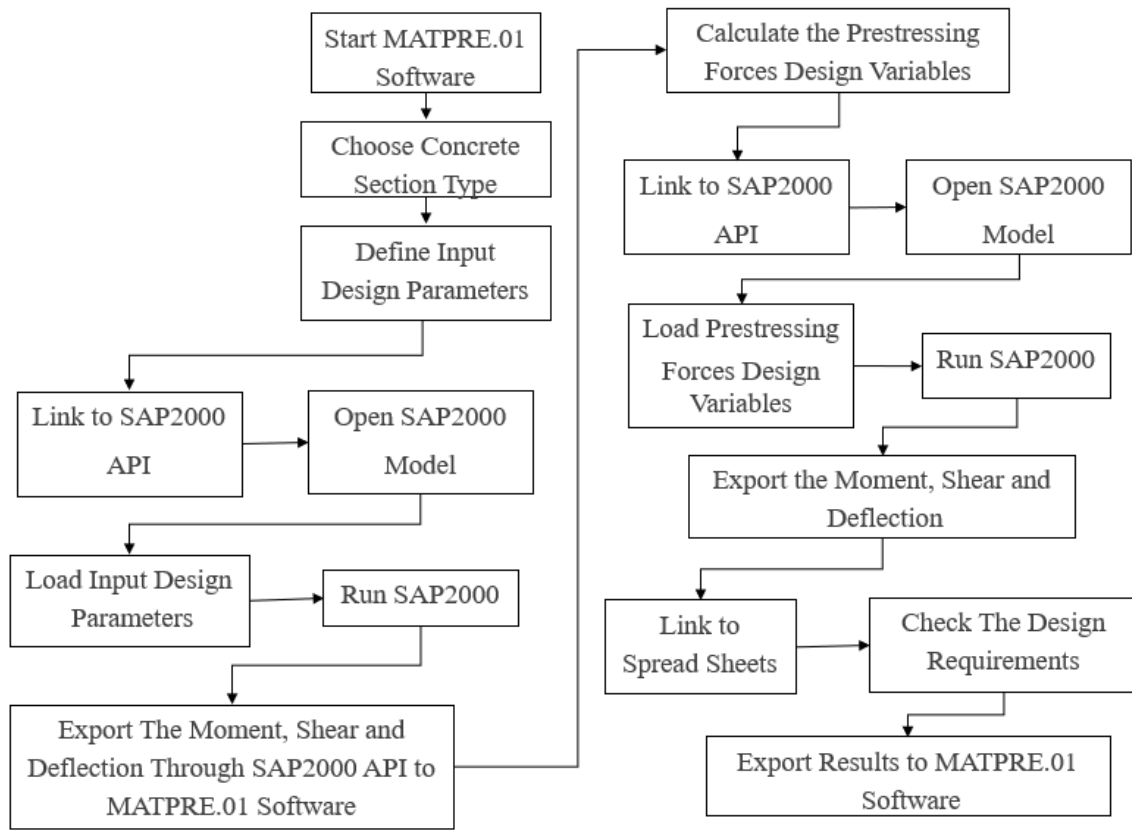 Start MATPRE.01
Software
Choose Concrete
Section Type
Define Input
Design Parameters
Link to SAP2000
API
Open SAP2000
Model
Load Input Design
Parameters
Run SAP2000
Export The Moment, Shear and
Deflection Through SAP2000 API to
MATPRE.01 Software
Calculate the Prestressing
Forces Design Variables
Link to SAP2000
API
Open SAP2000
Model
Load Prestressing
Forces Design
Variables
Run SAP2000
Export the Moment, Shear and
Deflection
Link to
Spread Sheets
Check The Design
Requirements
Export Results to MATPRE.01
Software